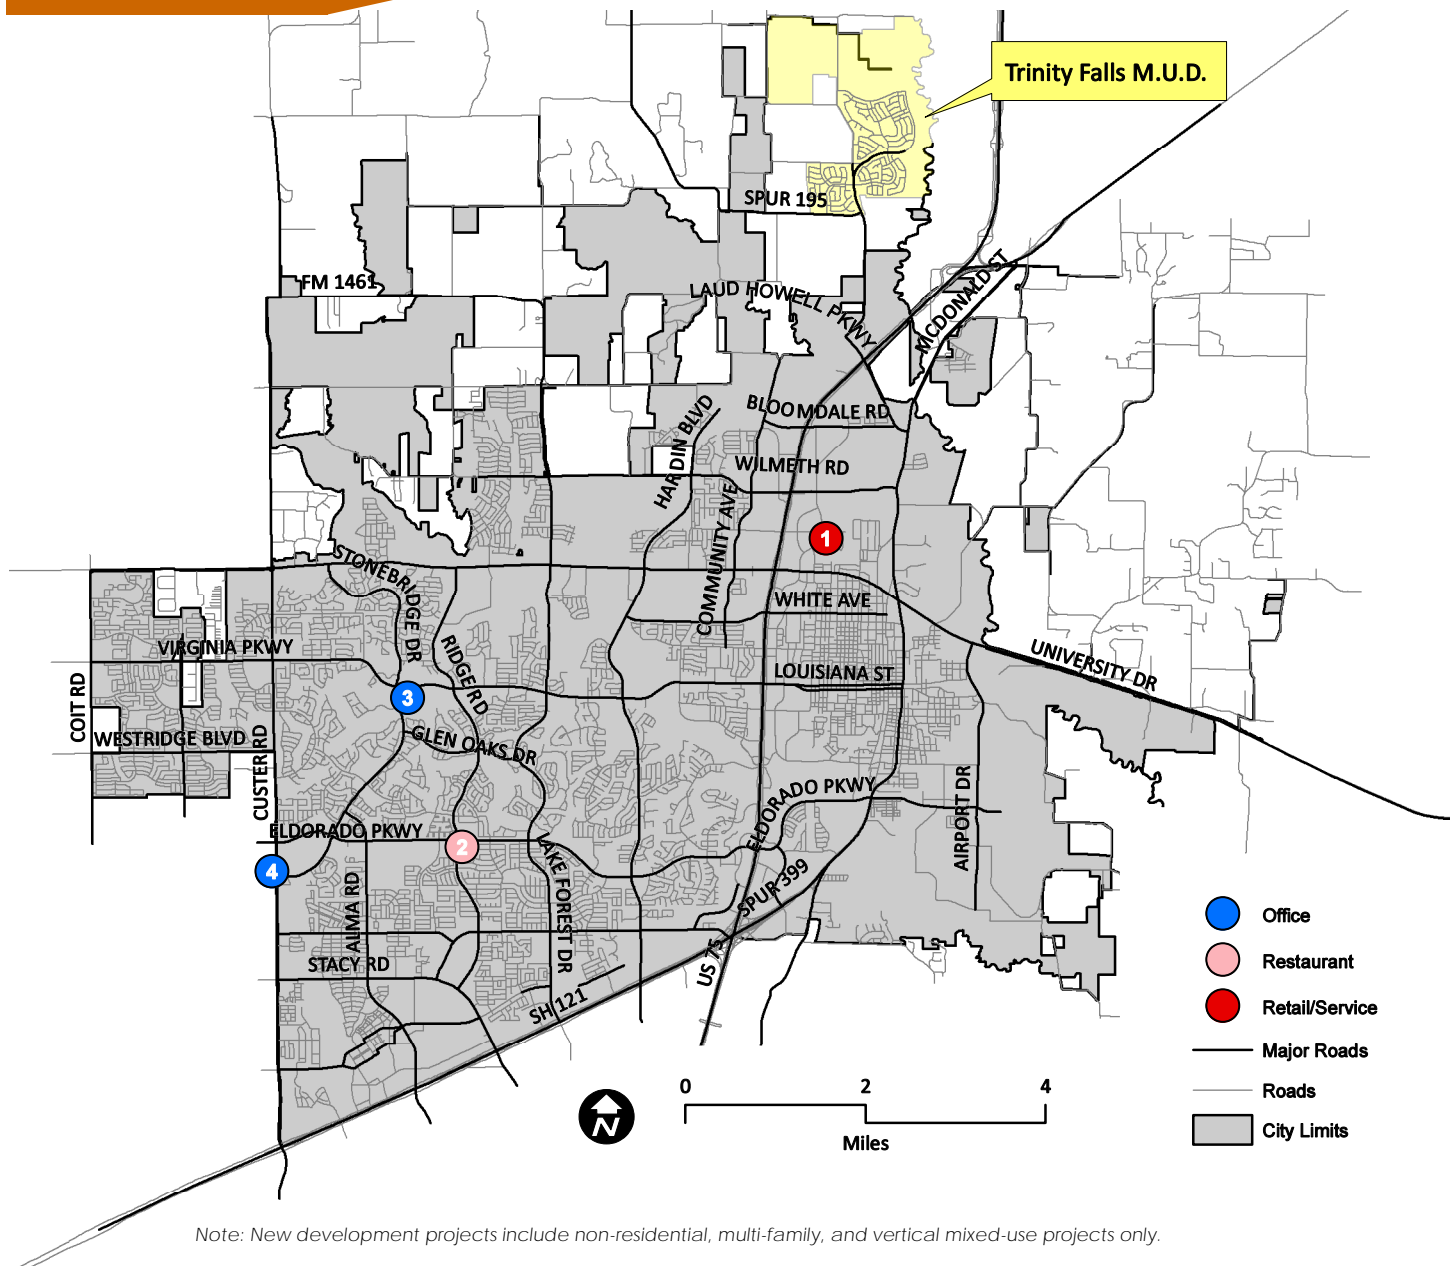 Trinity Falls M.U.D.
SPUR 195
FM 1461
LAUD HOWELL PKWY
MCDONALD ST
BLOOMDALE RD
HARDIN BLVD
WILMETH RD
COMMUNITY AVE
1
STONEBRIDGE DR
WHITE AVE
VIRGINIA PKWY
RIDGE RD
LOUISIANA ST
UNIVERSITY DR
COIT RD
3
WESTRIDGE BLVD
CUSTER RD
GLEN OAKS DR
ELDORADO PKWY
AIRPORT DR
ELDORADO PKWY
2
4
LAKE FOREST DR
ALMA RD
SPUR 399
STACY RD
US 75
SH 121
Office
Restaurant
Retail/Service
Major Roads
Roads
City Limits
N
0 2 4
Miles
Note: New development projects include non-residential, multi-family, and vertical mixed-use projects only.